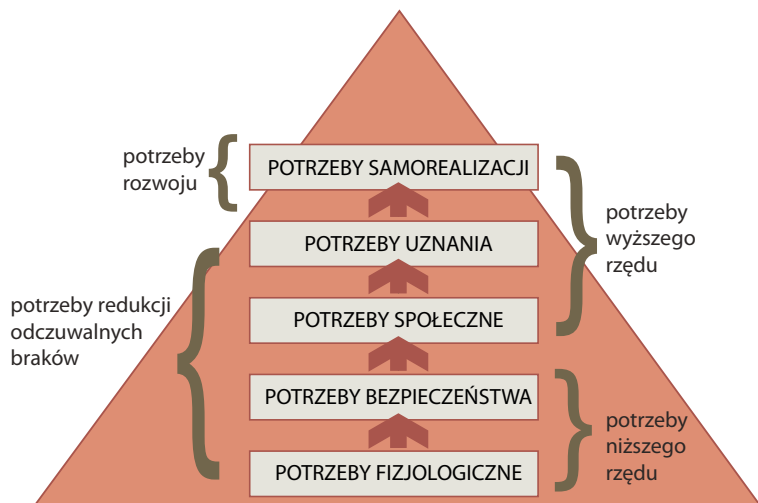 potrzeby
rozwoju
POTRZEBY SAMOREALIZACJI
POTRZEBY UZNANIA
potrzeby
wyższego
rzędu
potrzeby redukcji
odczuwalnych
braków
POTRZEBY SPOŁECZNE
POTRZEBY BEZPIECZEŃSTWA
POTRZEBY FIZJOLOGICZNE
potrzeby
niższego
rzędu